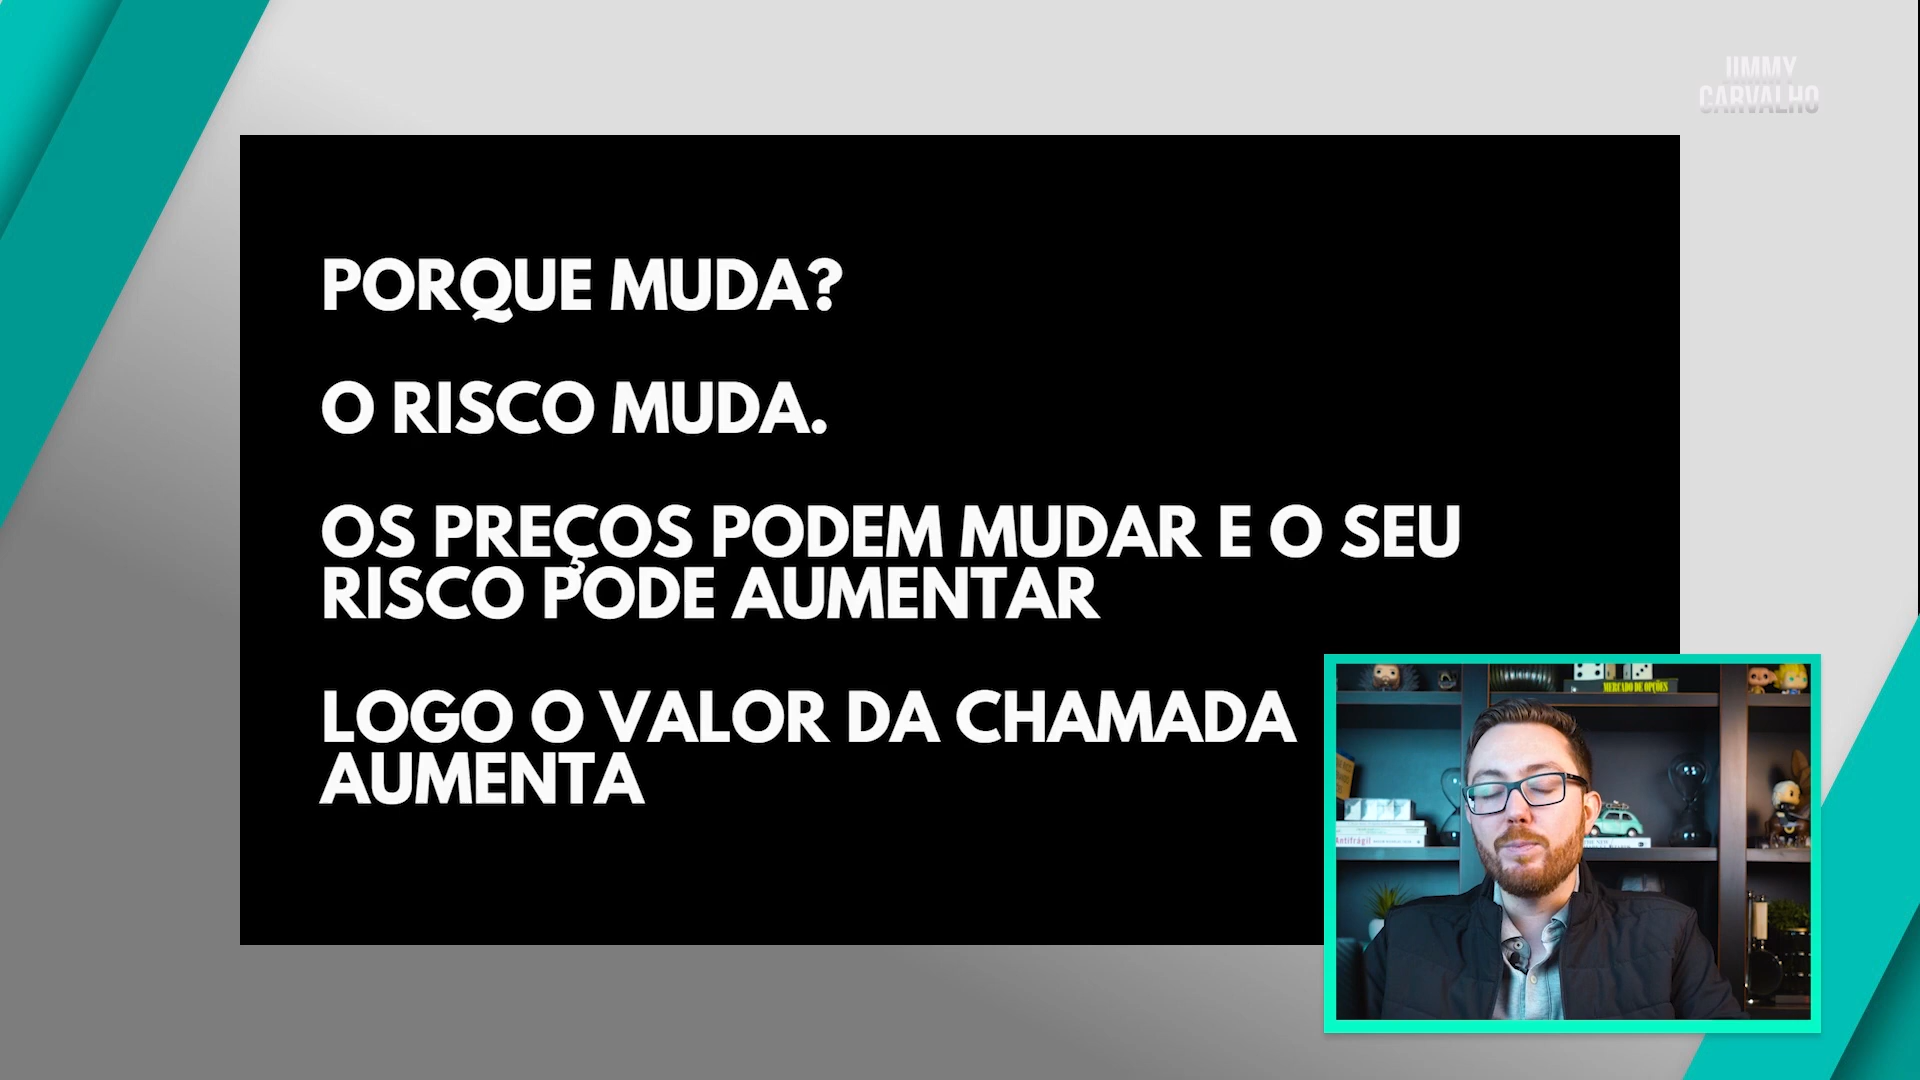 JIMMY
CARVALHO
PORQUE MUDA?
O RISCO MUDA.
OS PREÇOS PODEM MUDAR E O SEU
RISCO PODE AUMENTAR
LOGO O VALOR DA CHAMADA
AUMENTA
MERCADO DE OPÇÕES
Antifrágil